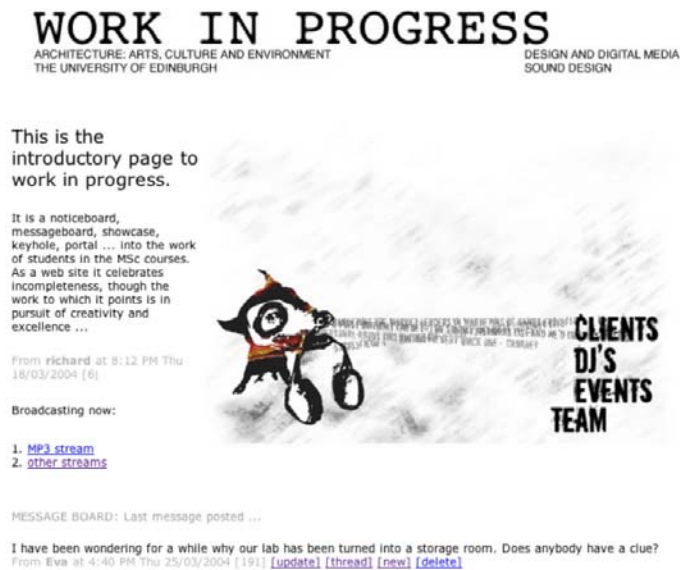 WORK IN PROGRESS
ARCHITECTURE: ARTS, CULTURE AND ENVIRONMENT
THE UNIVERSITY OF EDINBURGH
DESIGN AND DIGITAL MEDIA
SOUND DESIGN
This is the
introductory page to
work in progress.
It is a noticeboard,
messageboard, showcase,
keyhole, portal ... into the work
of students in the MSc courses.
As a web site it celebrates
incompleteness, though the
work to which it points is in
pursuit of creativity and
excellence ...
From richard at 8:12 PM Thu
18/03/2004 [6]
CLIENTS
DJ'S
EVENTS
TEAM
Broadcasting now:
1. MP3 stream
2. other streams
MESSAGE BOARD: Last message posted ...
I have been wondering for a while why our lab has been turned into a storage room. Does anybody have a clue?
From Eva at 4:40 PM Thu 25/03/2004 [191] [update] [thread] [new] [delete]